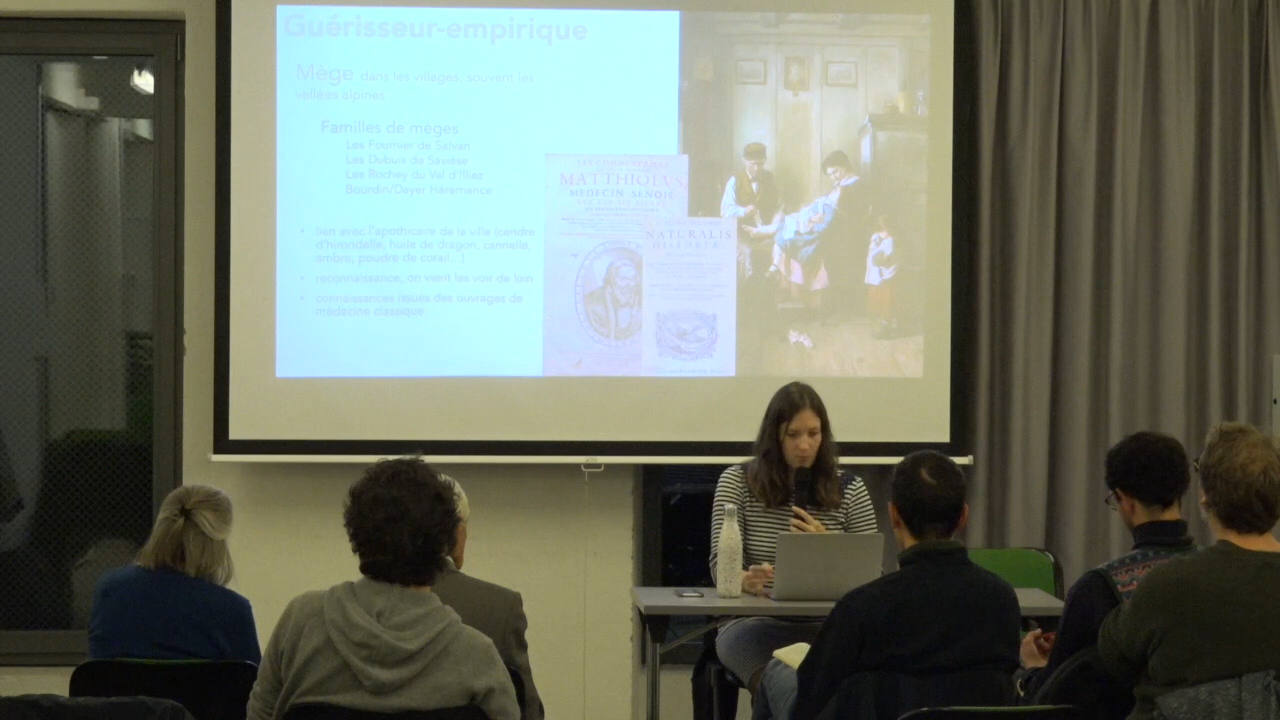 Guérisseur-empirique
Mège dans les villages, souvent les
vallées alpines
Familles de mèges
Les Fournier de Salvan
Les Dubuis de Savièse
Les Rochey du Val d'Illiez
Bourdin/Dayer Hérémence
• lien avec l'apothicaire de la ville (cendre
d'hirondelle, huile de dragon, cannelle,
ambre, poudre de corail...)
• reconnaissance, on vient les voir de loin
• connaissances issues des ouvrages de
médecine classique
LES COMMENTAIRES
MATTHIOLVS
MEDECIN SENOIS
NATURALIS
HISTORIÆ